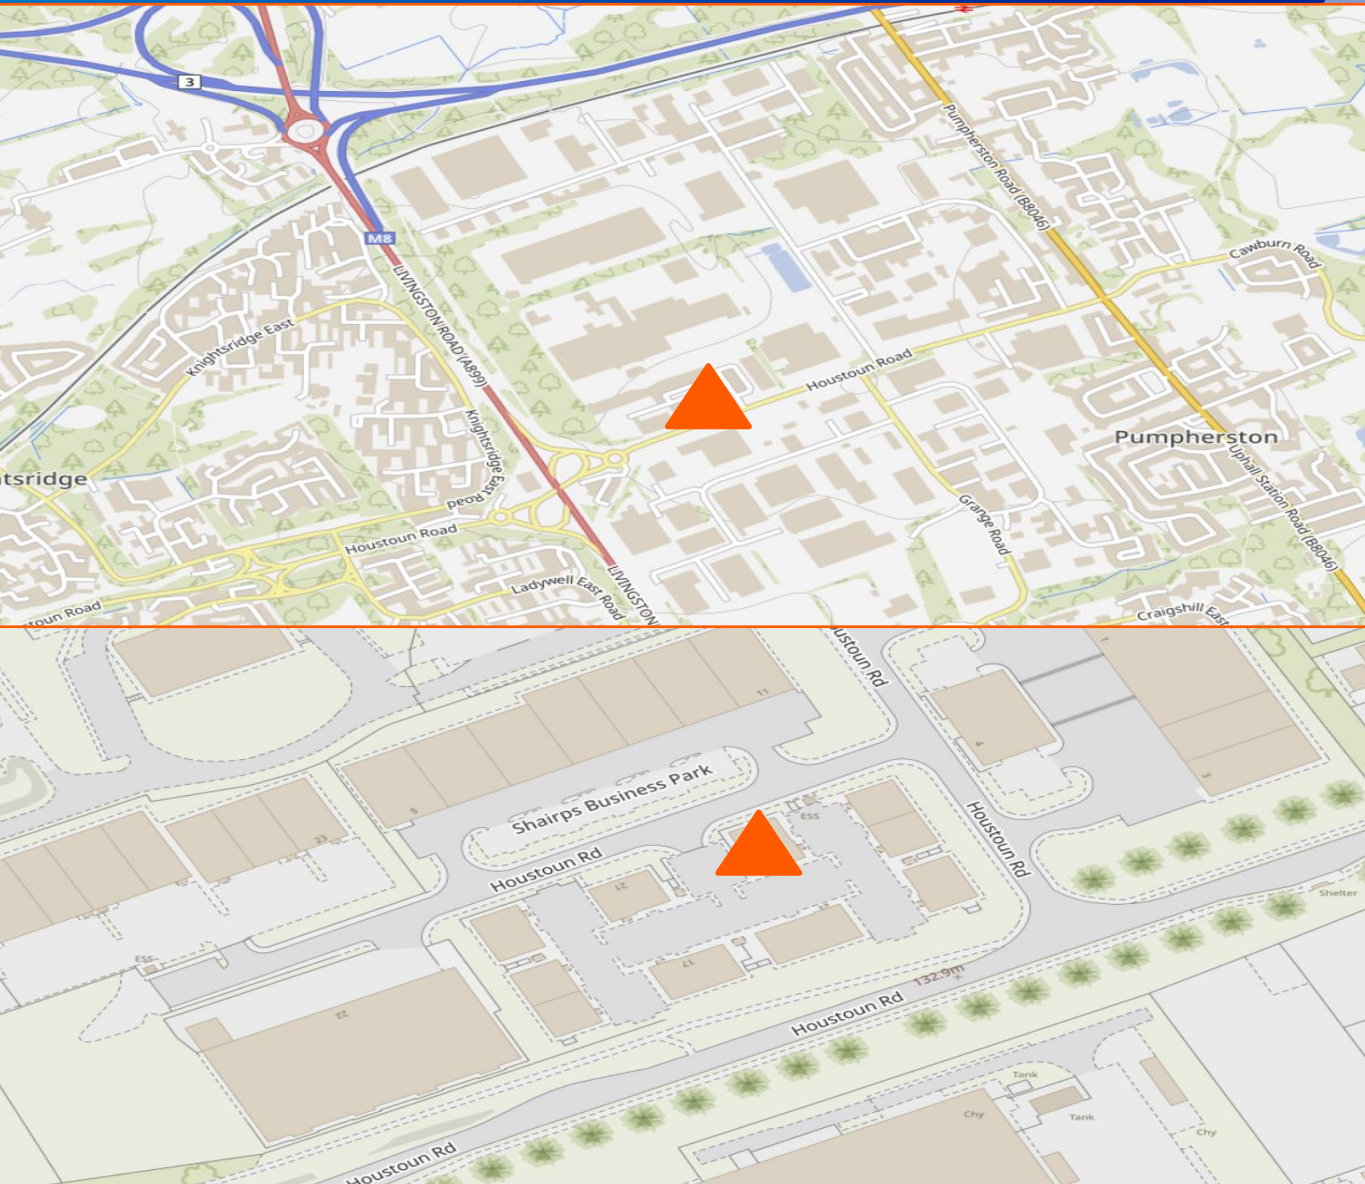 3
M8
Pumpherston Road (B8046)
Cawburn Road
LIVINGSTON ROAD (A899)
Knightsridge East
Houstoun Road
Knightsridge East Road
Pumpherston
tsridge
Uphall Station Road (B8046)
Grange Road
Houstoun Road
Ladywell East Road
LIVINGSTON
Craigshill East
toun Road
oustoun Rd
1
11
4
3
5
Shairps Business Park
ESS
Houstoun Rd
23
Houstoun Rd
21
Shelter
ESS
17
132.9m
22
Houstoun Rd
Tank
Chy
Tank
Chy
Houstoun Rd